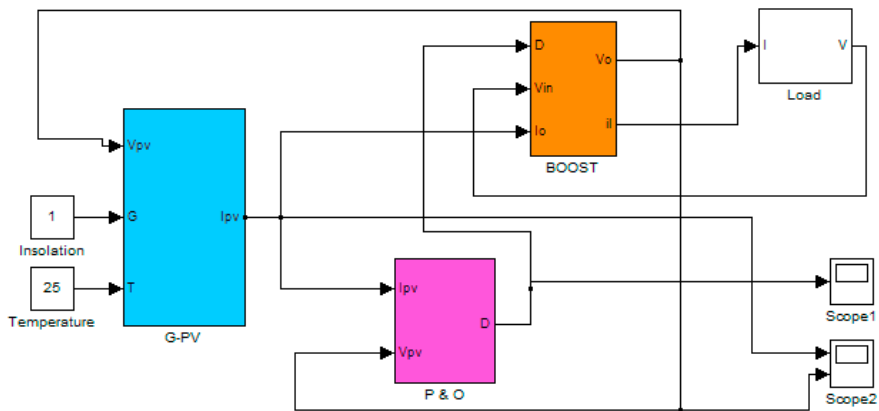 D
Vin
Io
Vo
il
BOOST
I
V
Load
Vpv
G
T
Ipv
G-PV
1
Insolation
25
Temperature
Ipv
Vpv
D
P & O
Scope1
Scope2